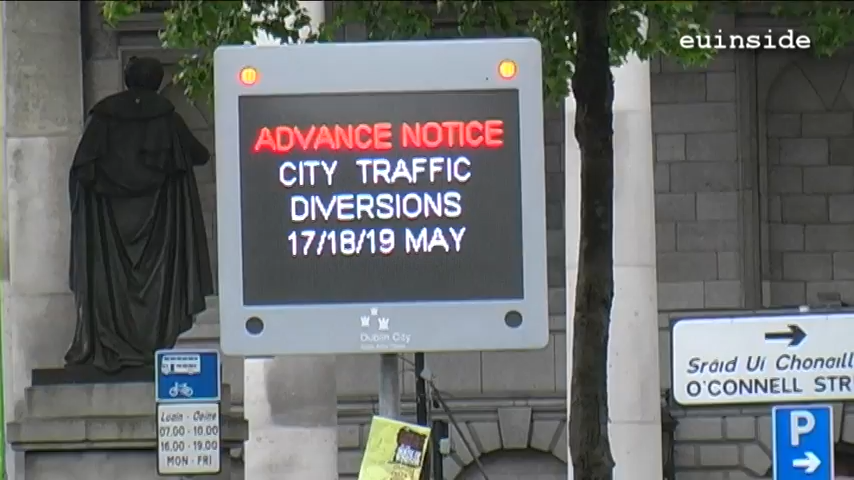 euinside
ADVANCE NOTICE
CITY TRAFFIC
DIVERSIONS
17/18/19 MAY
Dublin City
Sráid Uí Chonaill
O'CONNELL STR
P
Luain - Aoine
07.00 - 10.00
16.00 - 19.00
MON - FRI